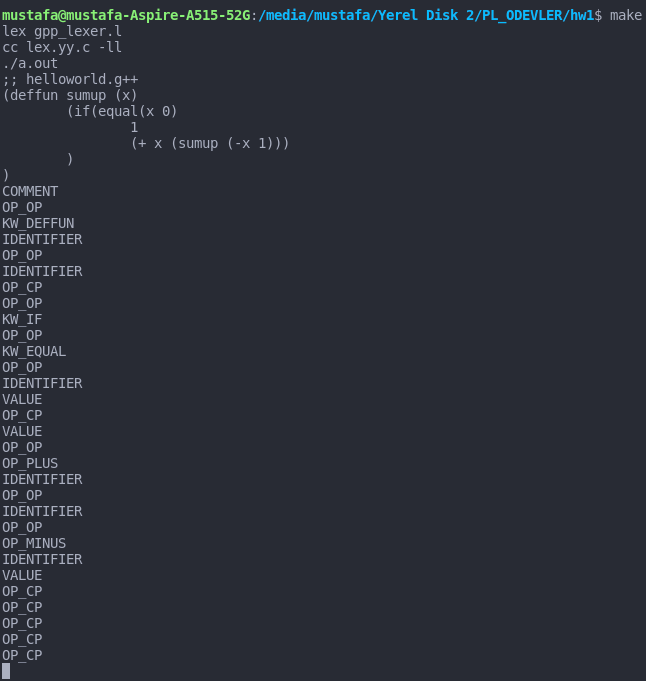 mustafa@mustafa-Aspire-A515-52G:/media/mustafa/Yerel Disk 2/PL_ODEVLER/hw1$ make
lex gpp_lexer.l
cc lex.yy.c -ll
./a.out
;; helloworld.g++
(deffun sumup (x)
        (if(equal(x 0)
                1
                (+ x (sumup (-x 1)))
        )
)
COMMENT
OP_OP
KW_DEFFUN
IDENTIFIER
OP_OP
IDENTIFIER
OP_CP
OP_OP
KW_IF
OP_OP
KW_EQUAL
OP_OP
IDENTIFIER
VALUE
OP_CP
VALUE
OP_OP
OP_PLUS
IDENTIFIER
OP_OP
IDENTIFIER
OP_OP
OP_MINUS
IDENTIFIER
VALUE
OP_CP
OP_CP
OP_CP
OP_CP
OP_CP